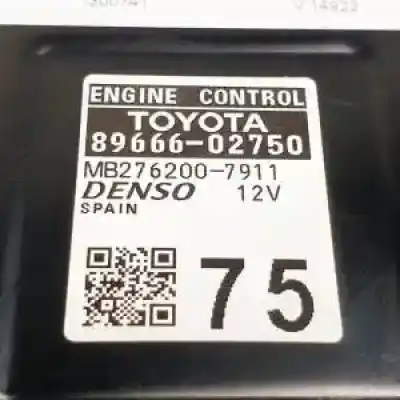 ENGINE CONTROL
TOYOTA
89666-02750
MB276200-7911
DENSO 12V
SPAIN
75